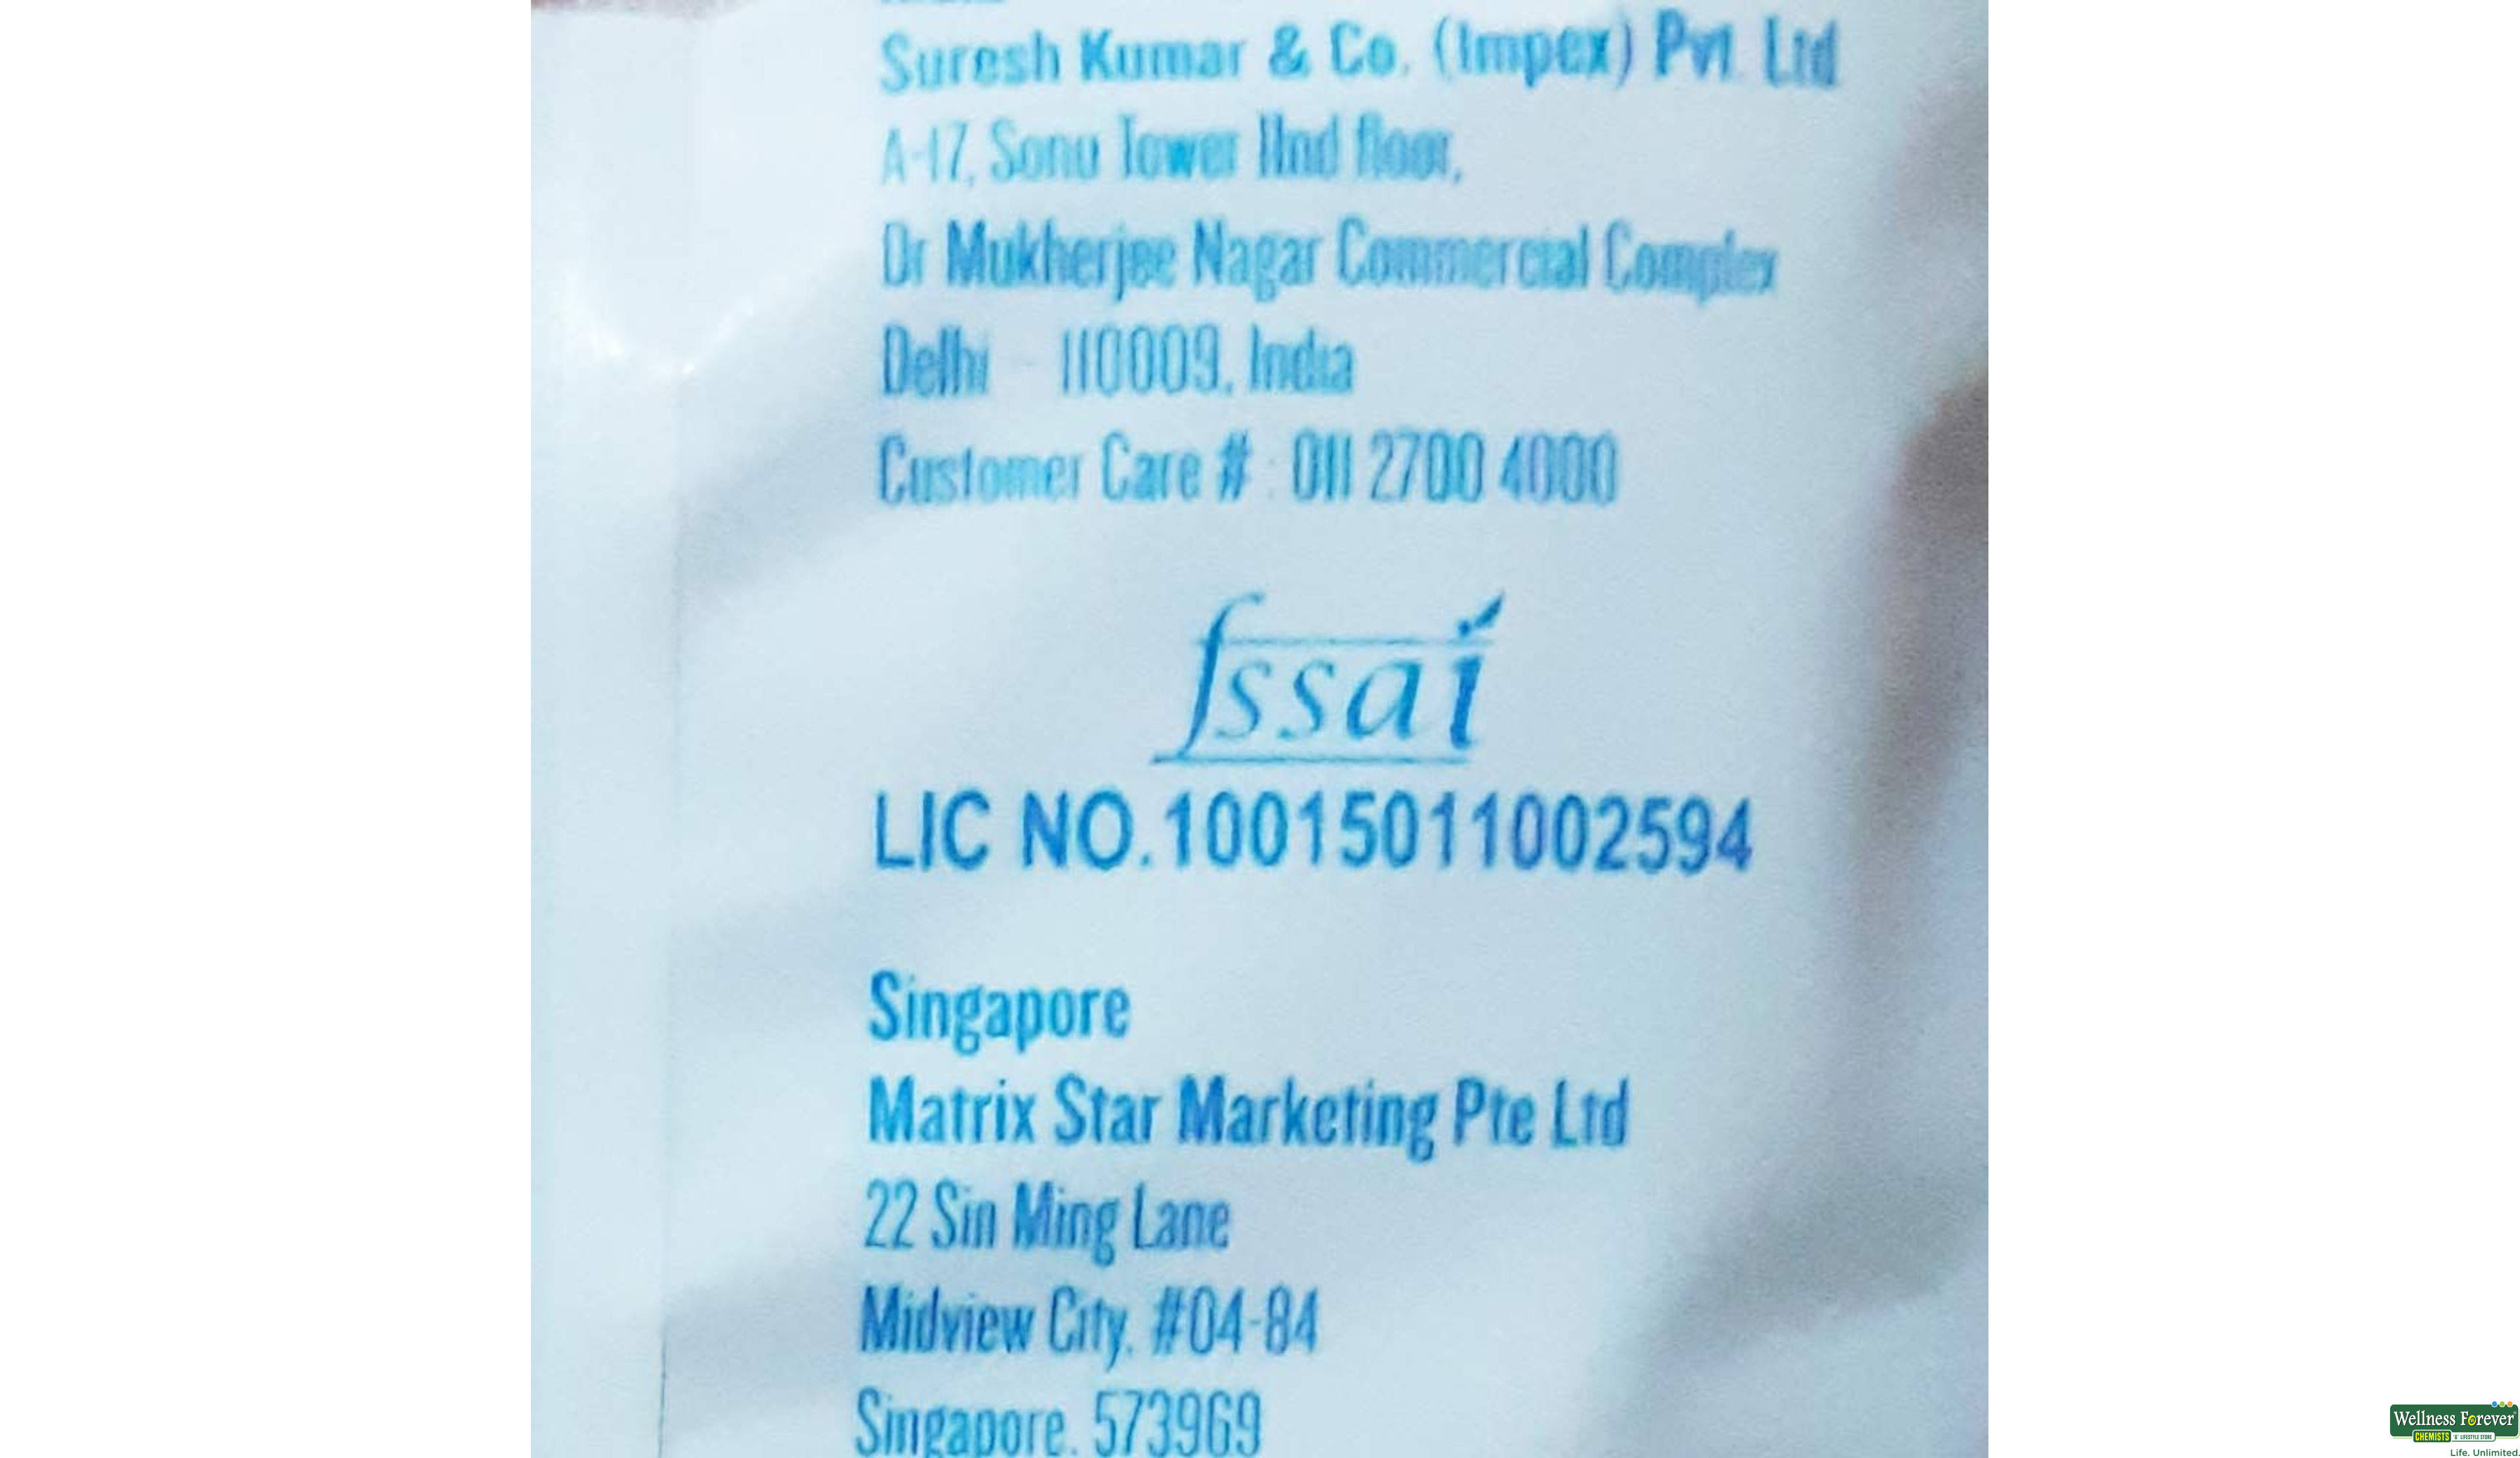 Suresh Kumar & Co. (Impex) Pvt. Ltd
A-17, Sonu Tower IInd floor,
Dr Mukherjee Nagar Commercial Complex
Delhi - 110009. India
Customer Care # : 011 2700 4000
fssai
LIC NO.10015011002594
Singapore
Matrix Star Marketing Pte Ltd
22 Sin Ming Lane
Midview City, #04-84
Singapore. 573969
Wellness Forever
CHEMISTS 'N' LIFESTYLE STORE
Life. Unlimited.